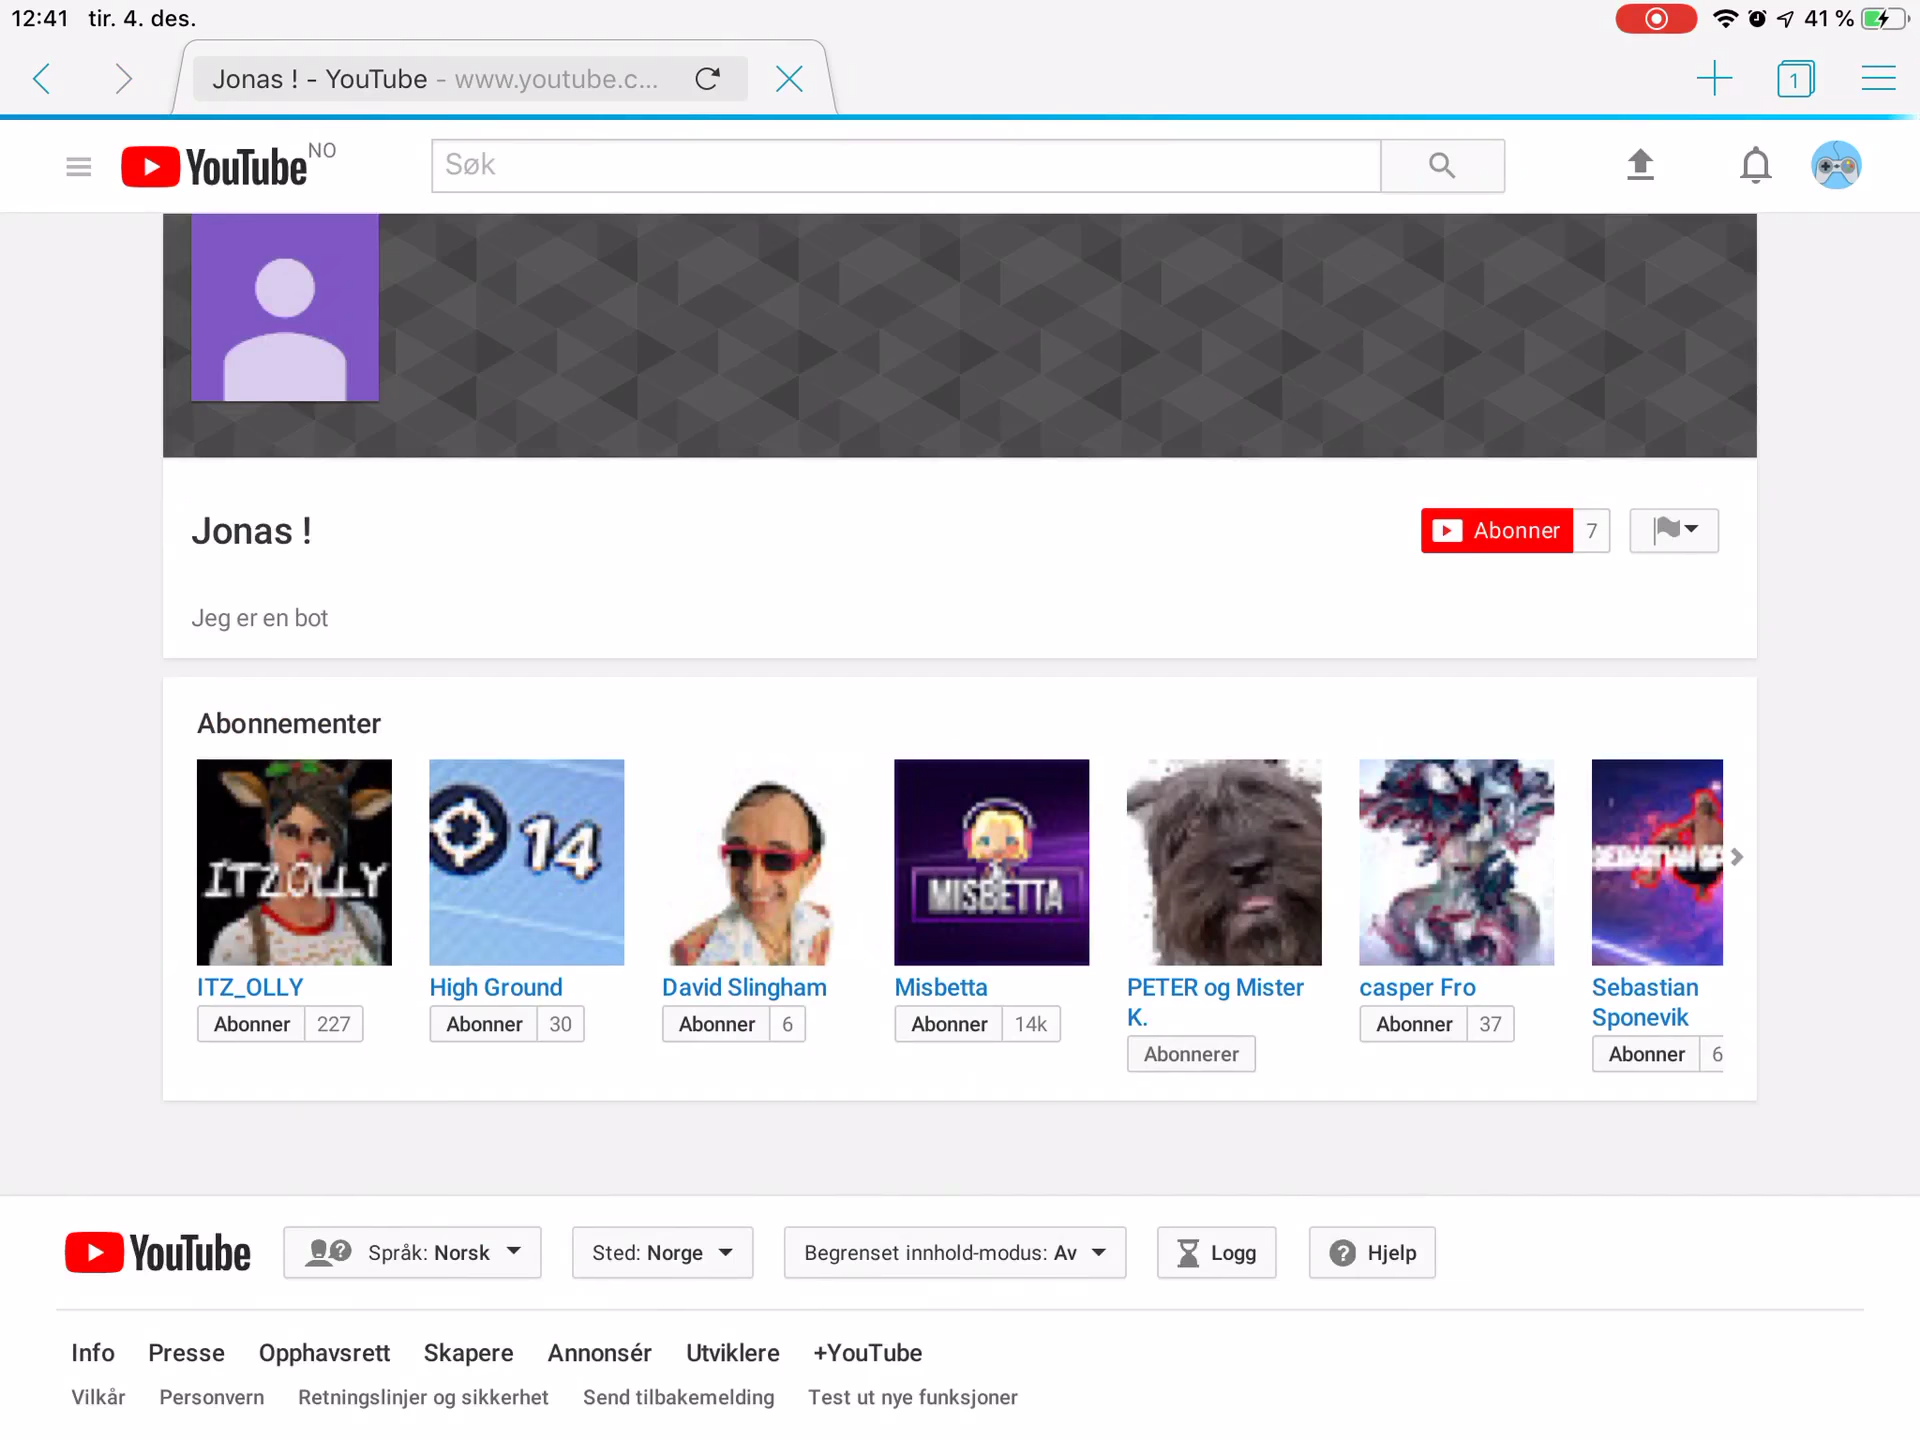 12:41 tir. 4. des. 41 %
Jonas ! - YouTube - www.youtube.c... 1
YouTube NO Søk
Jonas ! Abonner 7
Jeg er en bot
Abonnementer
ITZOLLY 14 MISBETTA
ITZ_OLLY High Ground David Slingham Misbetta PETER og Mister K. casper Fro Sebastian Sponevik
Abonner 227 Abonner 30 Abonner 6 Abonner 14k Abonnerer Abonner 37 Abonner 6
YouTube Språk: Norsk Sted: Norge Begrenset innhold-modus: Av Logg Hjelp
Info Presse Opphavsrett Skapere Annonsér Utviklere +YouTube
Vilkår Personvern Retningslinjer og sikkerhet Send tilbakemelding Test ut nye funksjoner